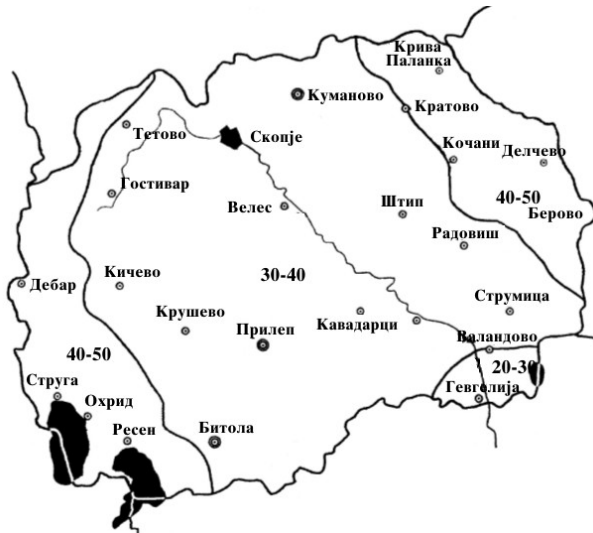 Крива
Паланка
Куманово
Кратово
Тетово
Скопје
Кочани
Делчево
Гостивар
Велес
Штип
40-50
Берово
Радовиш
30-40
Дебар
Кичево
Струмица
Крушево
Кавадарци
Прилеп
Валандово
40-50
20-30
Струга
Гевгелија
Охрид
Ресен
Битола